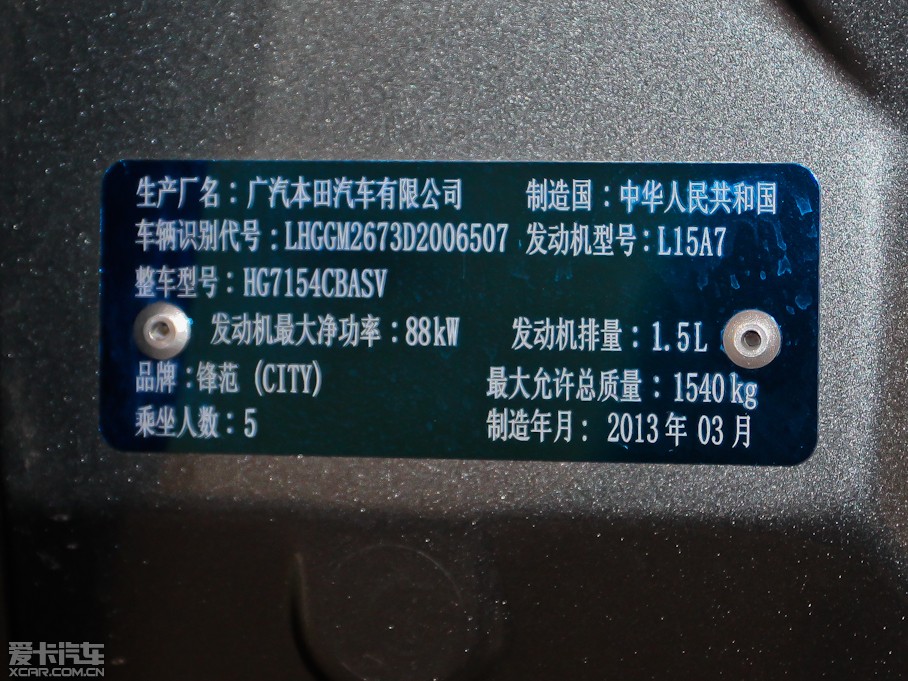 生产厂名：广汽本田汽车有限公司 制造国：中华人民共和国
车辆识别代号：LHGGM2673D2006507 发动机型号：L15A7
整车型号：HG7154CBASV
发动机最大净功率：88kW 发动机排量：1.5L
品牌：锋范 (CITY) 最大允许总质量：1540kg
乘坐人数：5 制造年月：2013年03月
爱卡汽车
XCAR.COM.CN